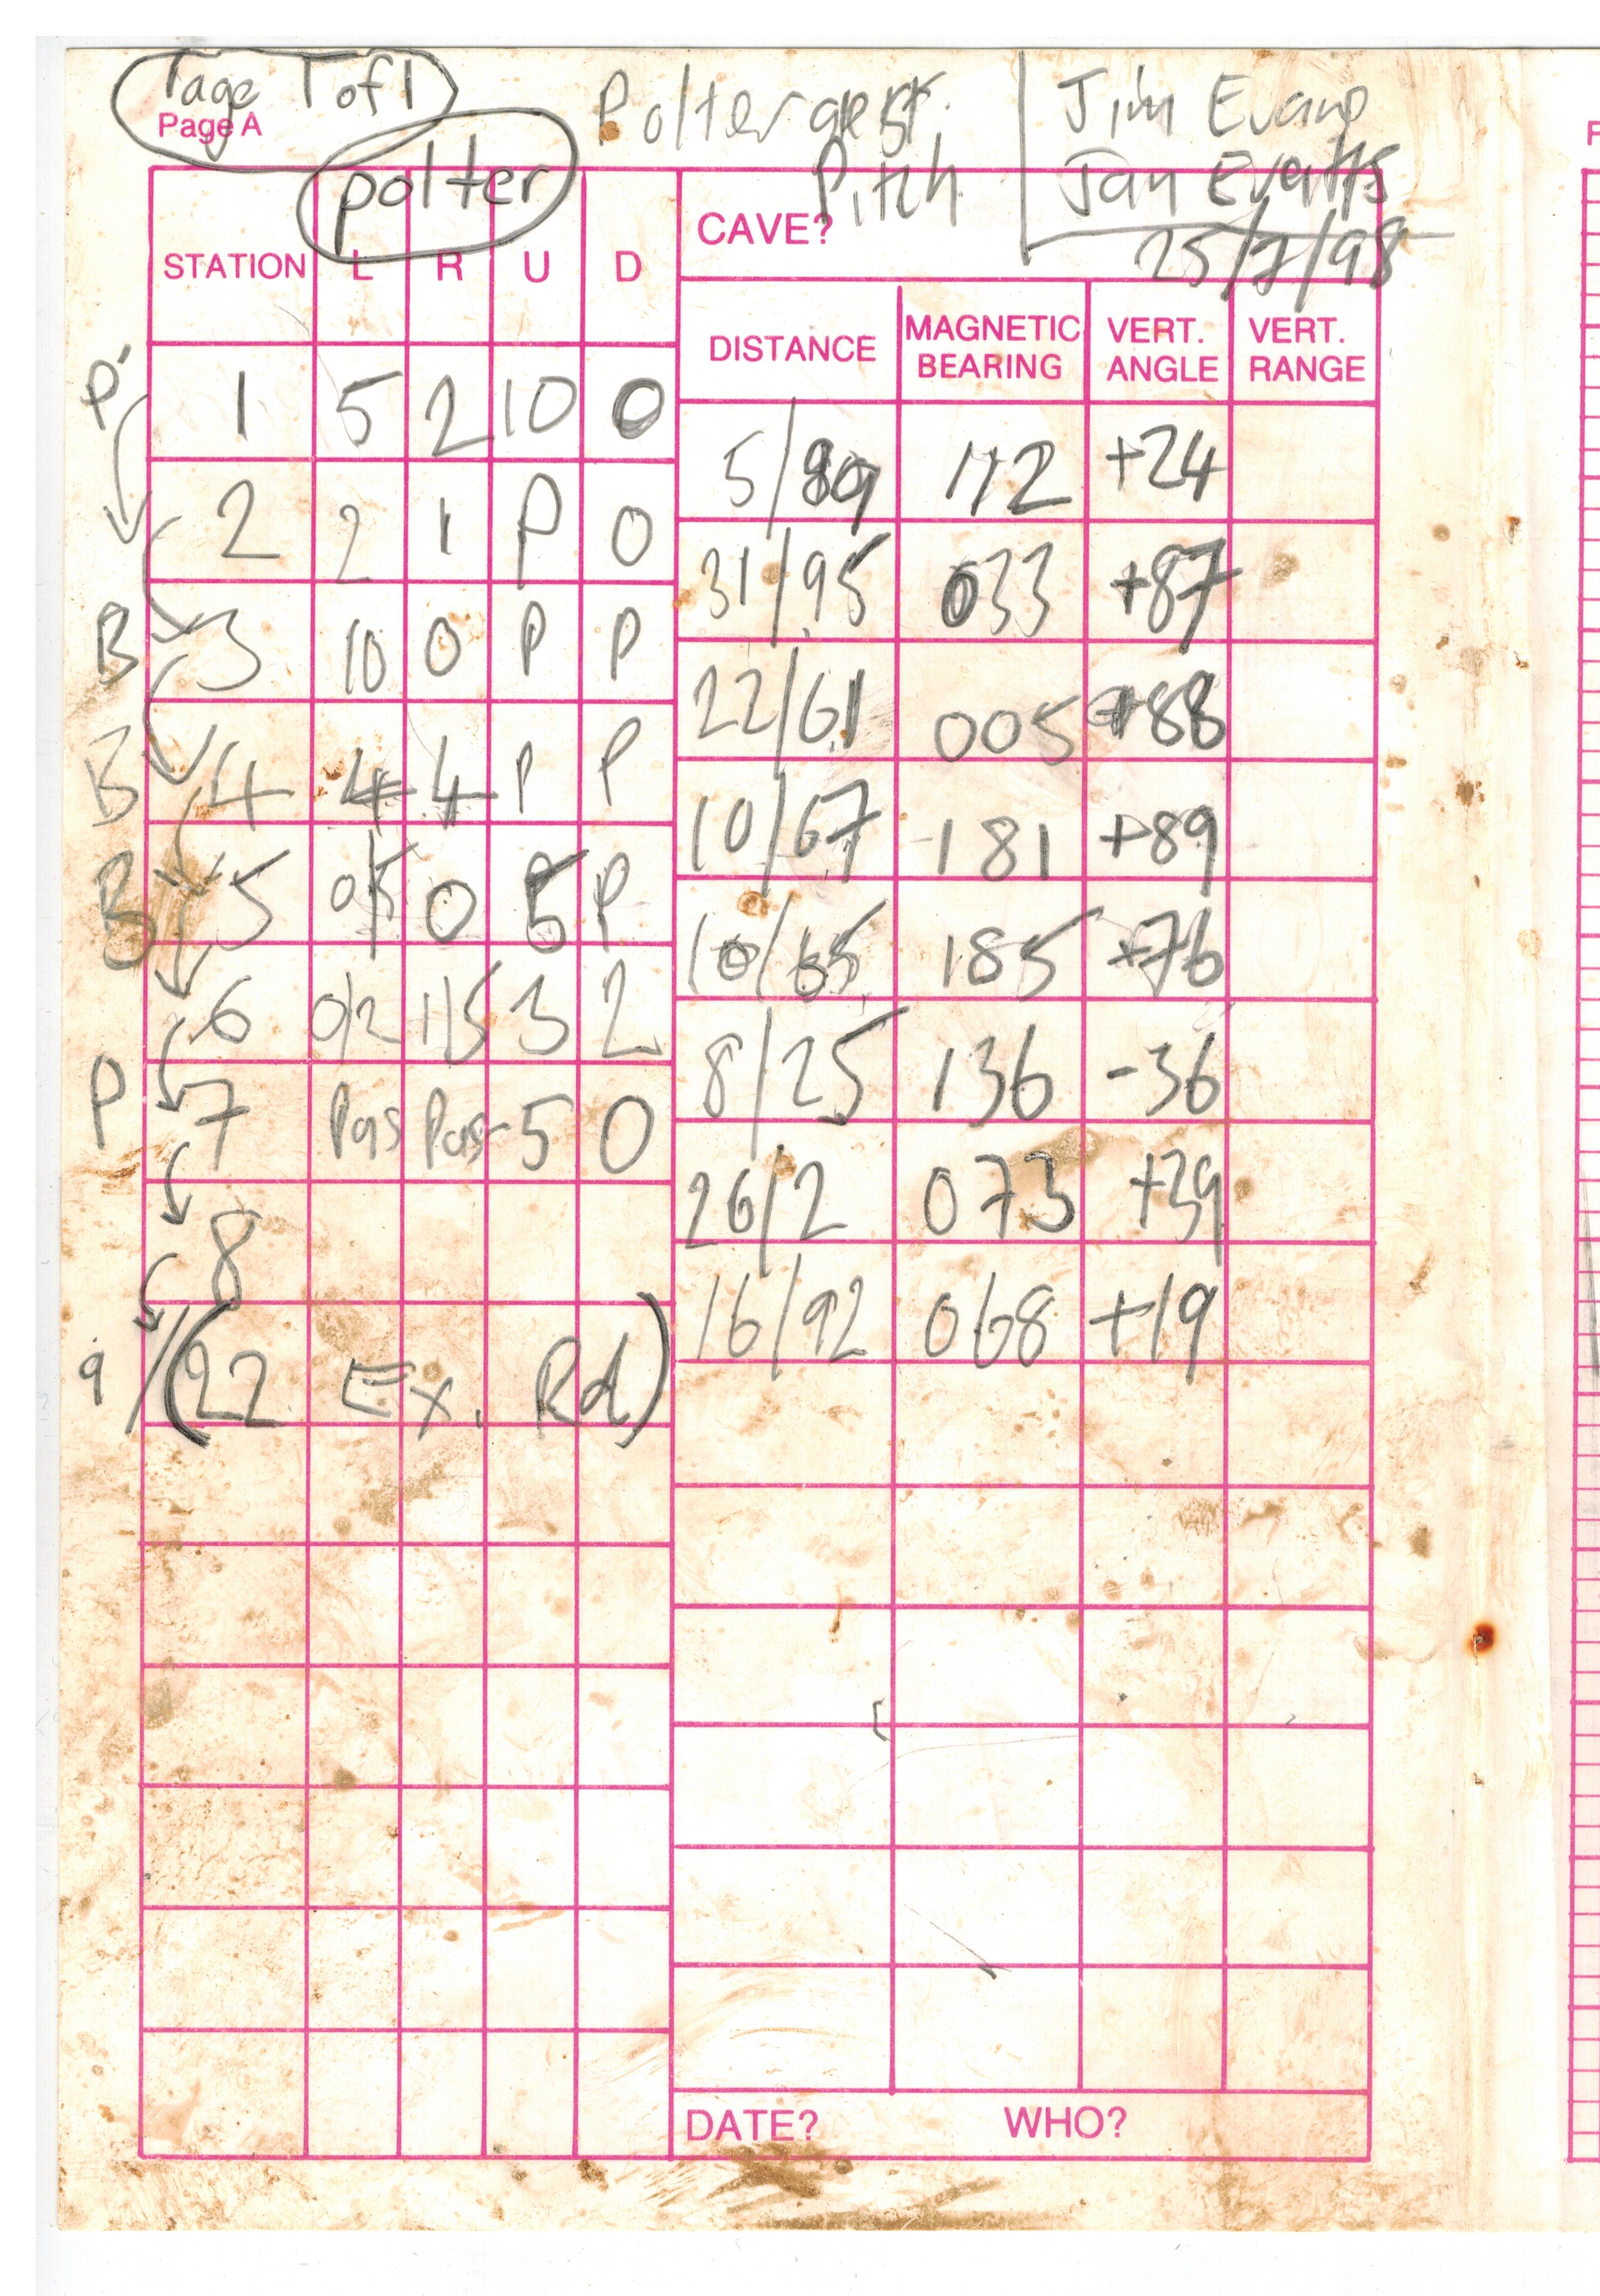 Page 1 of 1
Page A
Poltergest. Pitch
Jim Evans
25/7/98
polter
CAVE?
STATION L R U D
DISTANCE MAGNETIC BEARING VERT. ANGLE VERT. RANGE
P 1 5 2 10 0
5/89 112 +24
2 2 1 P 0
31/95 033 +87
B 3 10 0 P P
22/61 005 +88
B 4 4 4 P P
10/67 181 +89
B 5 0/5 0 P
10/65 185 +76
6 0/2 1/5 3 2
8/25 136 -36
P 7 Pas Pas 5 0
26/2 073 +39
8
16/92 068 +19
9/(22 Ex. Rd)
DATE? WHO?